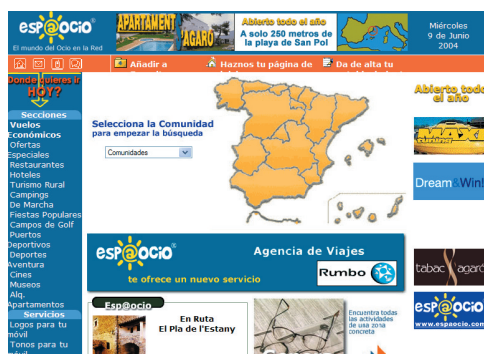 esp@ocio®
El mundo del Ocio en la Red
APARTAMENT
AGARÓ
Abierto todo el año
A solo 250 metros de
la playa de San Pol
Miércoles
9 de Junio
2004
Añadir a
Haznos tu página de
Da de alta tu
Donde quieres ir
HOY?
Secciones
Vuelos
Económicos
Ofertas
Especiales
Restaurantes
Hoteles
Turismo Rural
Campings
De Marcha
Fiestas Populares
Campos de Golf
Puertos
Deportivos
Deportes
Aventura
Cines
Museos
Alq.
Apartamentos
Servicios
Logos para tu
móvil
Tonos para tu
móvil
Selecciona la Comunidad
para empezar la búsqueda
Comunidades
esp@ocio®
Agencia de Viajes
te ofrece un nuevo servicio
Rumbo
Esp@ocio
En Ruta
El Pla de l'Estany
Encuentra todas
las actividades
de una zona
concreta
Abierto todo
el año
MAXI
Dream&Win!
tabac
agaró
esp@ocio
www.espaocio.com